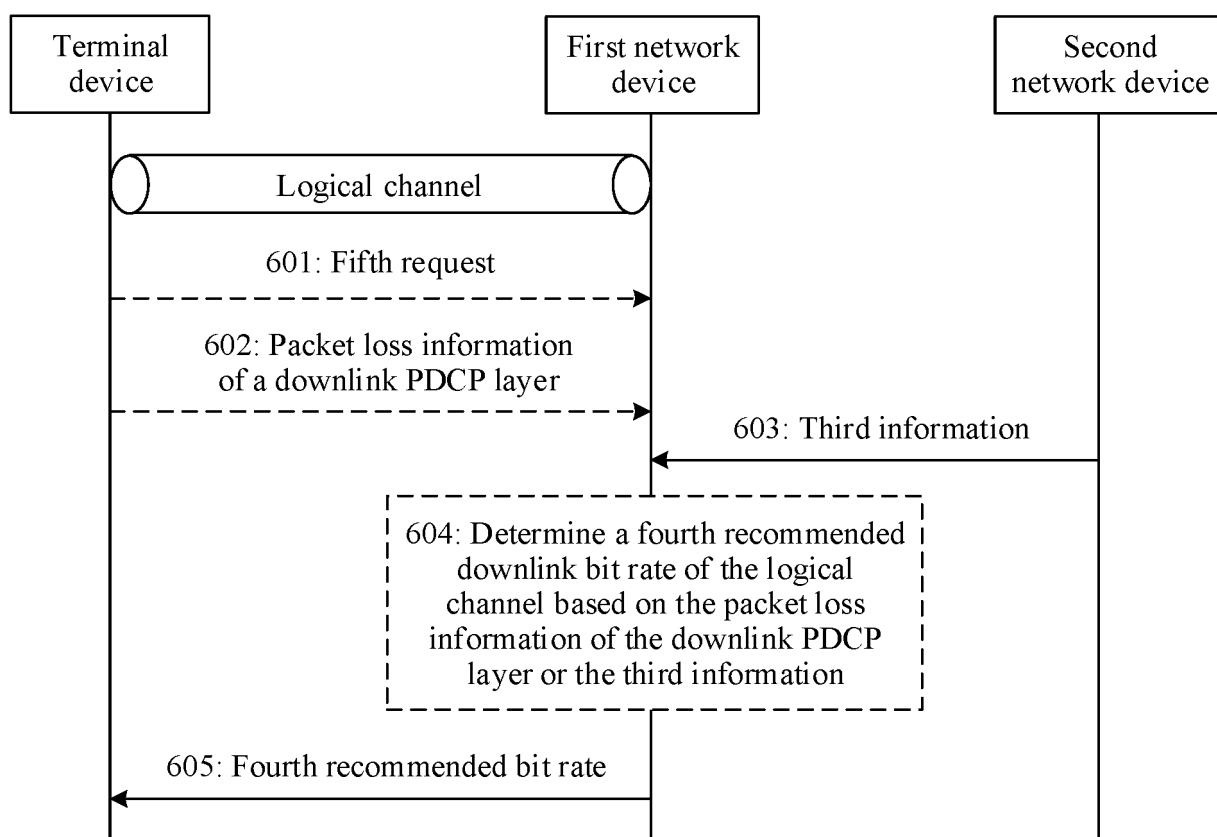 Terminal
device
First network
device
Second
network device
Logical channel
601: Fifth request
602: Packet loss information
of a downlink PDCP layer
603: Third information
604: Determine a fourth recommended
downlink bit rate of the logical
channel based on the packet loss
information of the downlink PDCP
layer or the third information
605: Fourth recommended bit rate